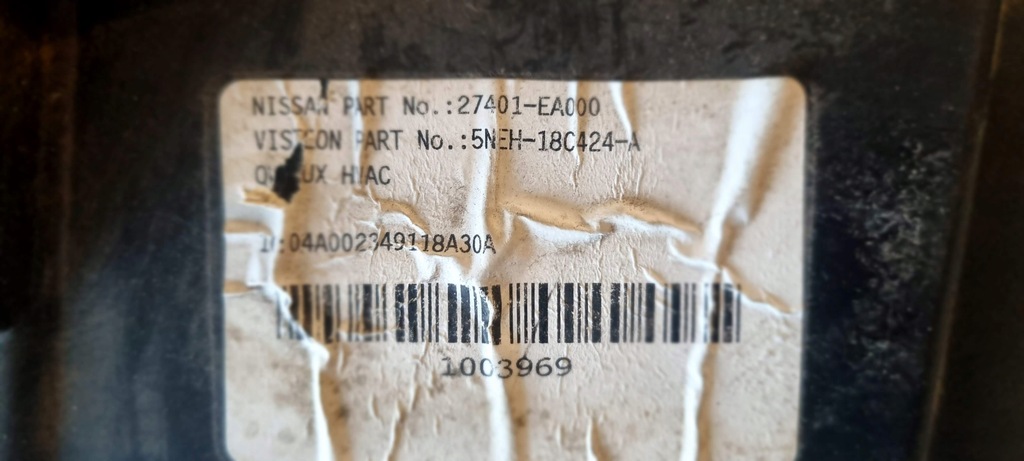 NISSAN PART No.:27401-EA000
VISTEON PART No.:5NEH-18C424-A
HVAC
04A002349118A30A
1003969